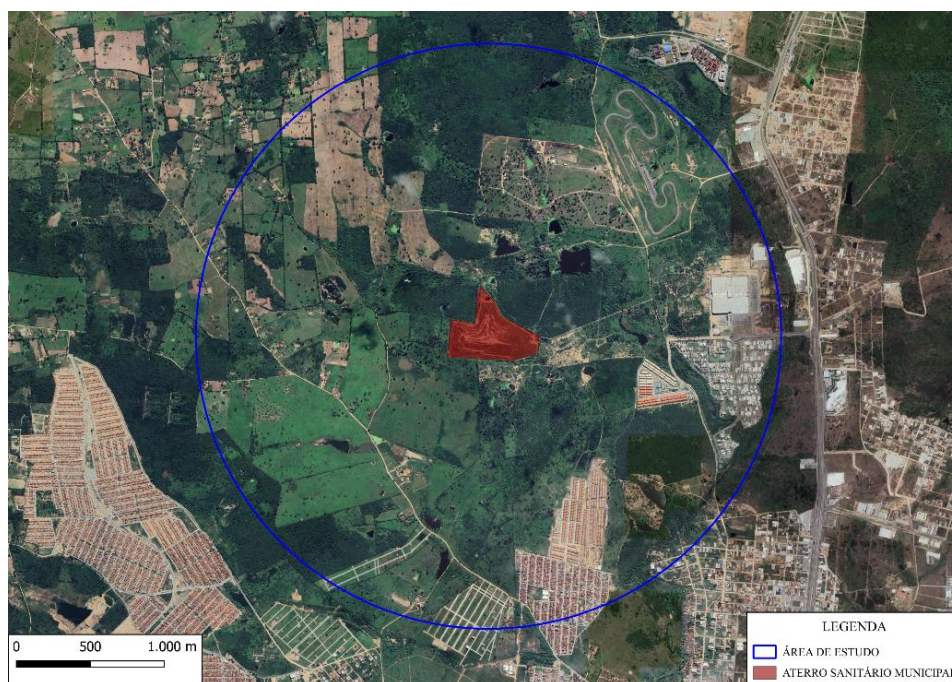 0 500 1.000 m
LEGENDA
ÁREA DE ESTUDO
ATERRO SANITÁRIO MUNICIPAL